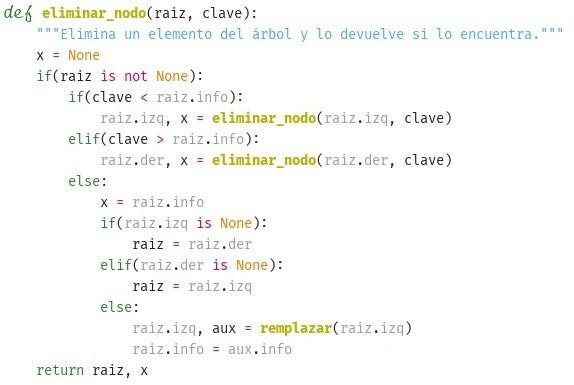 def eliminar_nodo(raiz, clave):
    """Elimina un elemento del árbol y lo devuelve si lo encuentra."""
    x = None
    if(raiz is not None):
        if(clave < raiz.info):
            raiz.izq, x = eliminar_nodo(raiz.izq, clave)
        elif(clave > raiz.info):
            raiz.der, x = eliminar_nodo(raiz.der, clave)
        else:
            x = raiz.info
            if(raiz.izq is None):
                raiz = raiz.der
            elif(raiz.der is None):
                raiz = raiz.izq
            else:
                raiz.izq, aux = remplazar(raiz.izq)
                raiz.info = aux.info
    return raiz, x